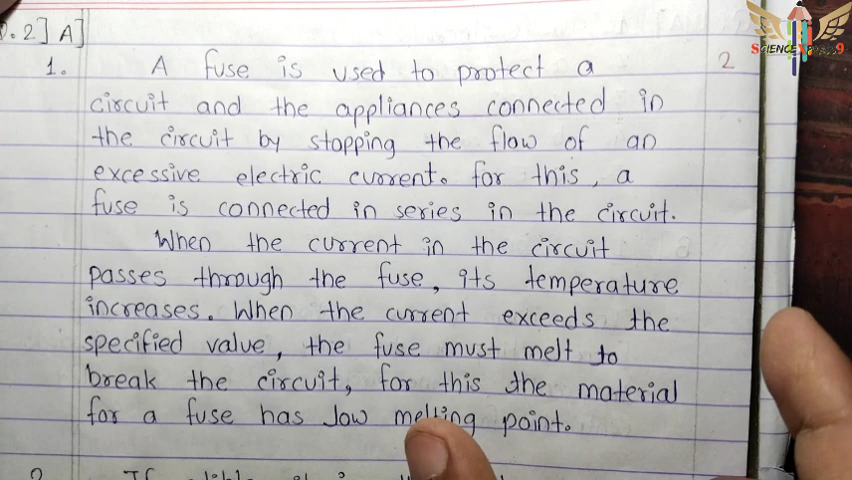 .2] A]
1. A fuse is used to protect a 2
circuit and the appliances connected in
the circuit by stopping the flow of an
excessive electric current. for this, a
fuse is connected in series in the circuit.
When the current in the circuit
passes through the fuse, its temperature
increases. When the current exceeds the
specified value, the fuse must melt to
break the circuit, for this the material
for a fuse has low melting point.